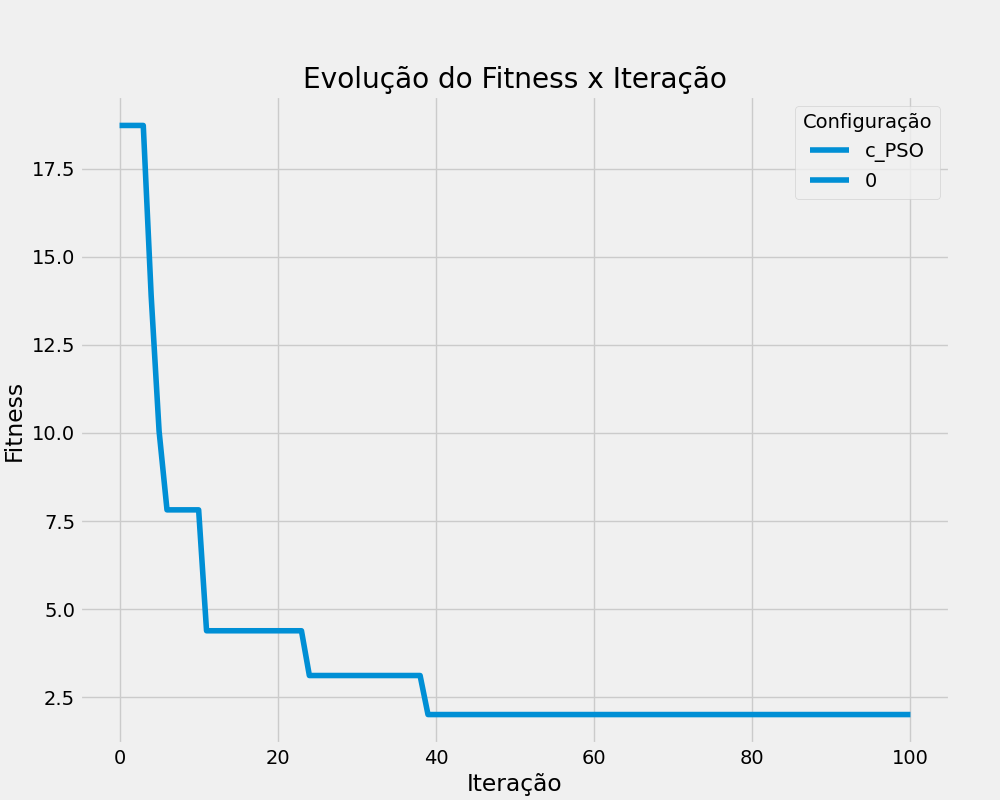 Evolução do Fitness x Iteração
Configuração
c_PSO
0
Fitness
17.5
15.0
12.5
10.0
7.5
5.0
2.5
0 20 40 60 80 100
Iteração